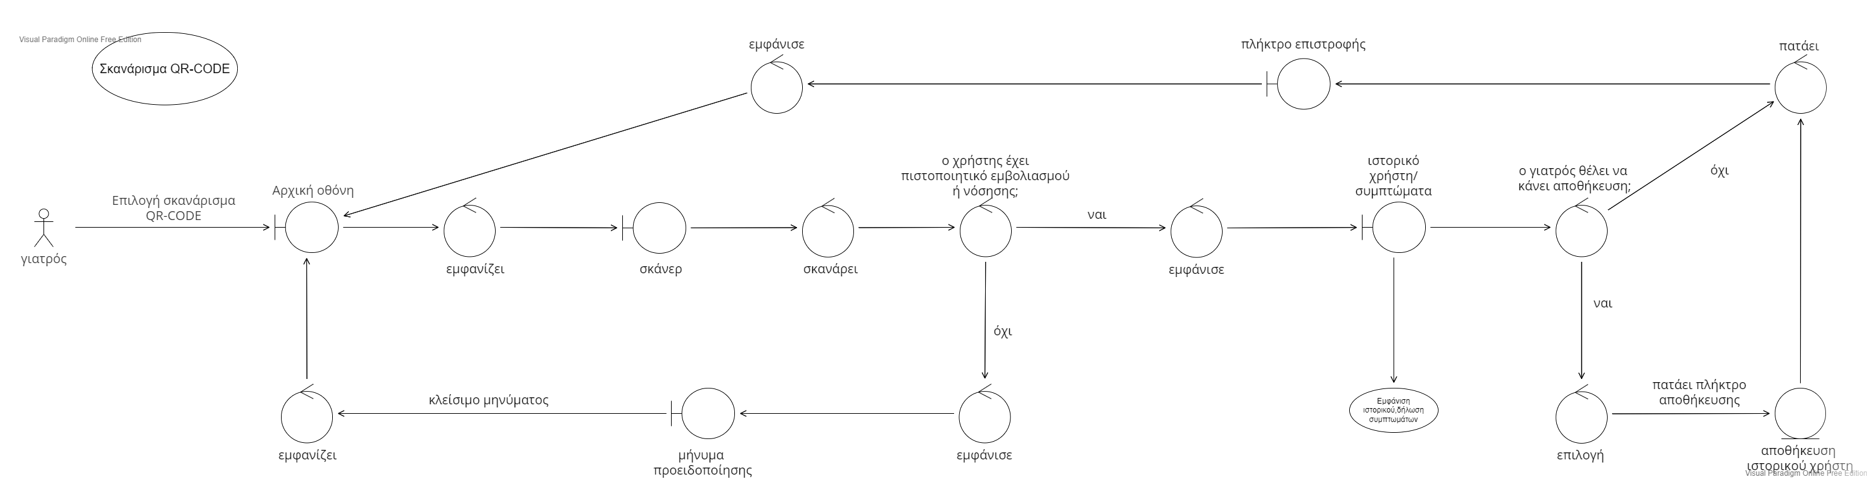 Visual Paradigm Online Free Edition
Σκανάρισμα QR-CODE
εμφάνισε
πλήκτρο επιστροφής
πατάει
Επιλογή σκανάρισμα
QR-CODE
Αρχική οθόνη
ο χρήστης έχει
πιστοποιητικό εμβολιασμού
ή νόσησης;
ναι
ιστορικό
χρήστη/
συμπτώματα
ο γιατρός θέλει να
κάνει αποθήκευση;
όχι
γιατρός
εμφανίζει
σκάνερ
σκανάρει
εμφάνισε
όχι
ναι
κλείσιμο μηνύματος
Εμφάνιση
ιστορικού,δήλωση
συμπτωμάτων
πατάει πλήκτρο
αποθήκευσης
εμφανίζει
μήνυμα
προειδοποίησης
εμφάνισε
επιλογή
αποθήκευση
ιστορικού χρήστη
Visual Paradigm Online Free Edition